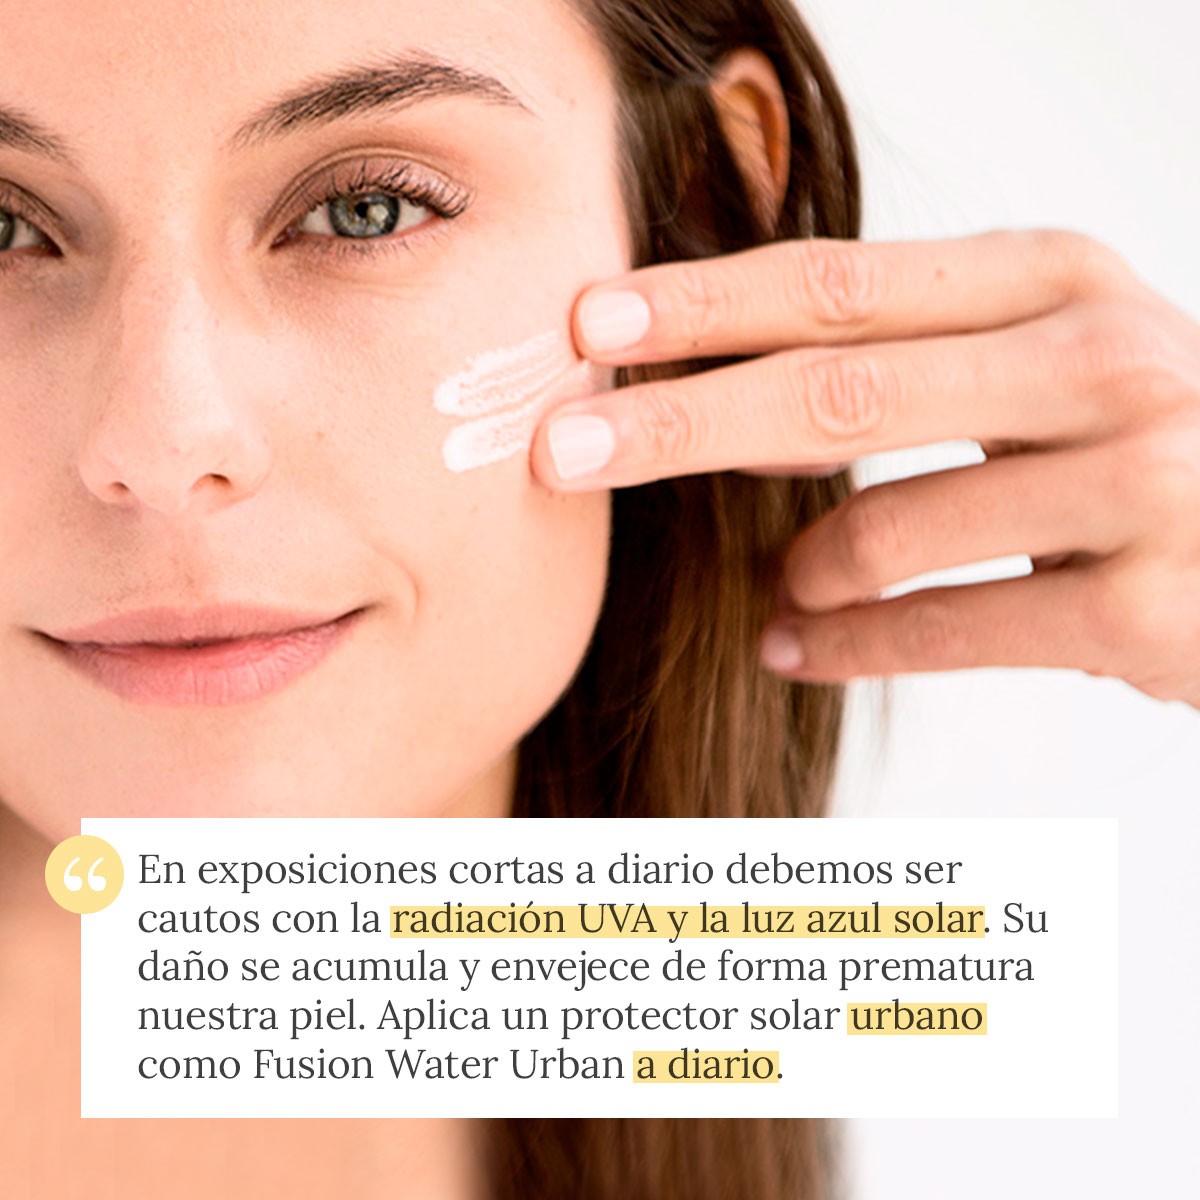 En exposiciones cortas a diario debemos ser
cautos con la radiación UVA y la luz azul solar. Su
daño se acumula y envejece de forma prematura
nuestra piel. Aplica un protector solar urbano
como Fusion Water Urban a diario.